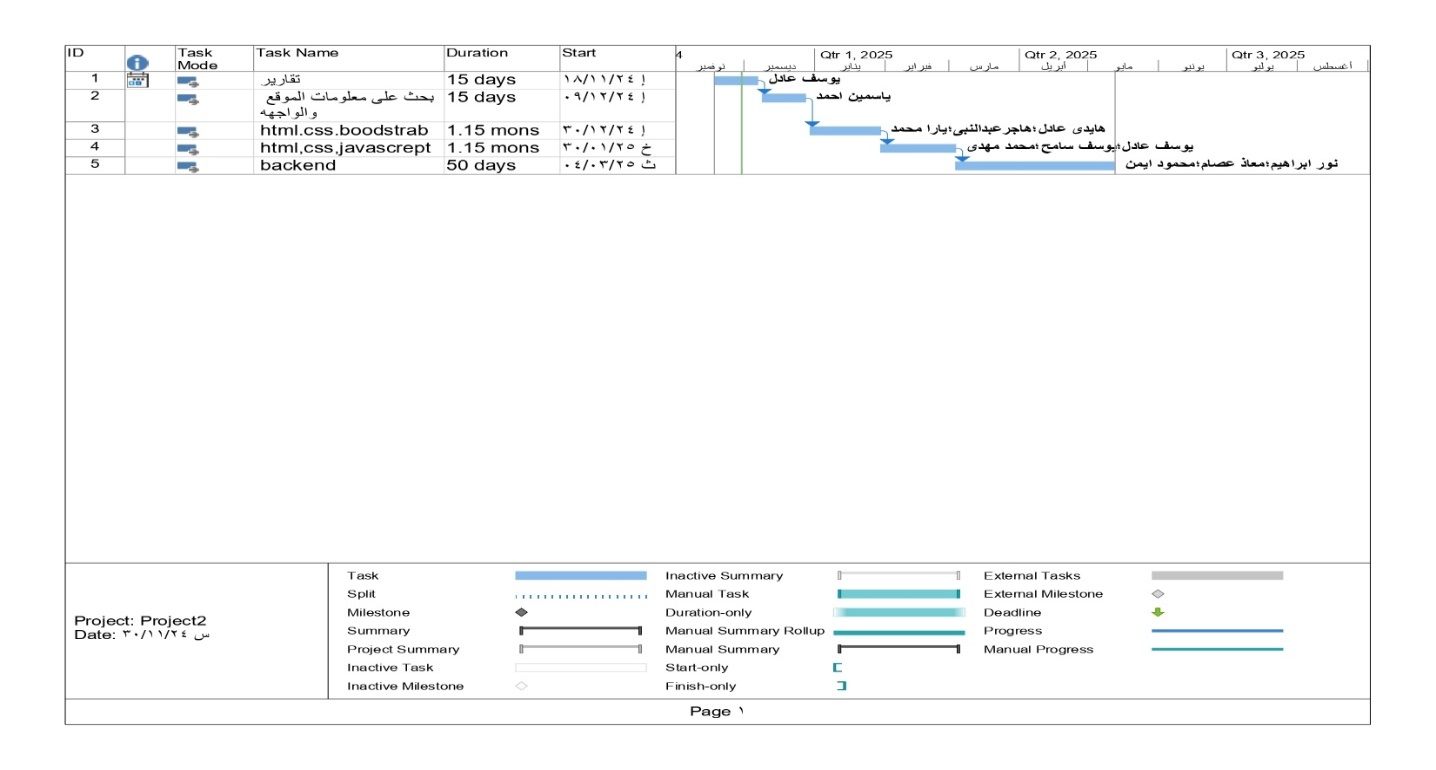 ID Task Mode Task Name Duration Start 4 Qtr 1, 2025 Qtr 2, 2025 Qtr 3, 2025
نوفمبر ديسمبر يناير فبراير مارس أبريل مايو يونيو يوليو أغسطس
1 تقارير 15 days إ ١٨/١١/٢٤ يوسف عادل
2 بحث على معلومات الموقع 15 days إ ٠٩/١٢/٢٤ ياسمين احمد
والواجهه
3 html.css.boodstrab 1.15 mons إ ٣٠/١٢/٢٤ هايدى عادل؛هاجر عبدالنبى؛يارا محمد
4 html,css,javascrept 1.15 mons خ ٣٠/٠١/٢٥ يوسف عادل؛يوسف سامح؛محمد مهدى
5 backend 50 days ث ٠٤/٠٣/٢٥ نور ابراهيم؛معاذ عصام؛محمود ايمن
Project: Project2
Date: س ٣٠/١١/٢٤
Task
Split
Milestone
Summary
Project Summary
Inactive Task
Inactive Milestone
Inactive Summary
Manual Task
Duration-only
Manual Summary Rollup
Manual Summary
Start-only
Finish-only
External Tasks
External Milestone
Deadline
Progress
Manual Progress
Page ١